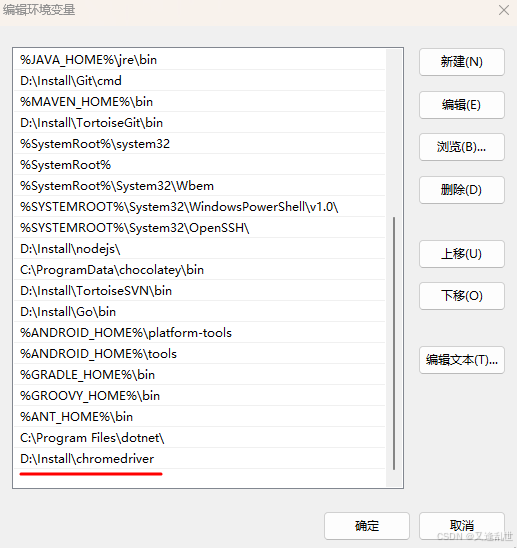 编辑环境变量
%JAVA_HOME%\jre\bin
D:\Install\Git\cmd
%MAVEN_HOME%\bin
D:\Install\TortoiseGit\bin
%SystemRoot%\system32
%SystemRoot%
%SystemRoot%\System32\Wbem
%SYSTEMROOT%\System32\WindowsPowerShell\v1.0\
%SYSTEMROOT%\System32\OpenSSH\
D:\Install\nodejs\
C:\ProgramData\chocolatey\bin
D:\Install\TortoiseSVN\bin
D:\Install\Go\bin
%ANDROID_HOME%\platform-tools
%ANDROID_HOME%\tools
%GRADLE_HOME%\bin
%GROOVY_HOME%\bin
%ANT_HOME%\bin
C:\Program Files\dotnet\
D:\Install\chromedriver
新建(N)
编辑(E)
浏览(B)...
删除(D)
上移(U)
下移(O)
编辑文本(T)...
确定
取消
CSDN @又逢乱世